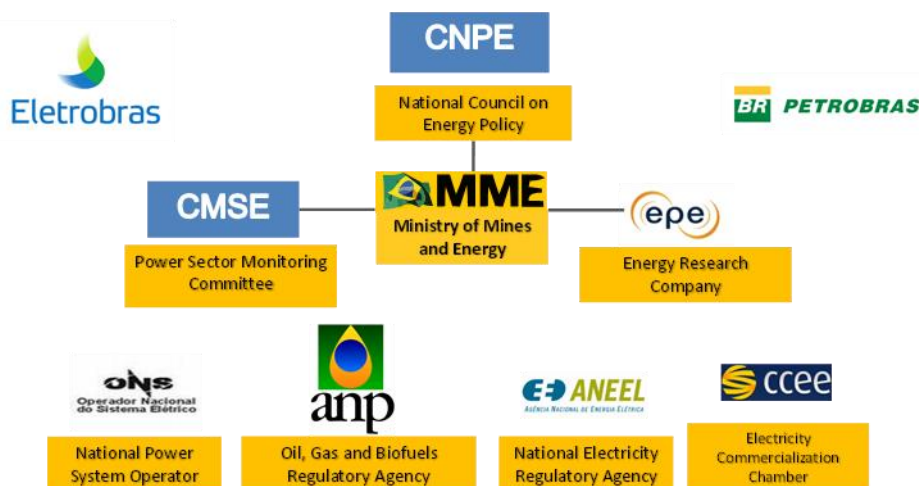 CNPE
Eletrobras
National Council on
Energy Policy
BR PETROBRAS
CMSE
MME
Ministry of Mines
and Energy
epe
Power Sector Monitoring
Committee
Energy Research
Company
ONS
Operador Nacional
do Sistema Elétrico
anp
ANEEL
AGÊNCIA NACIONAL DE ENERGIA ELÉTRICA
ccee
National Power
System Operator
Oil, Gas and Biofuels
Regulatory Agency
National Electricity
Regulatory Agency
Electricity
Commercialization
Chamber